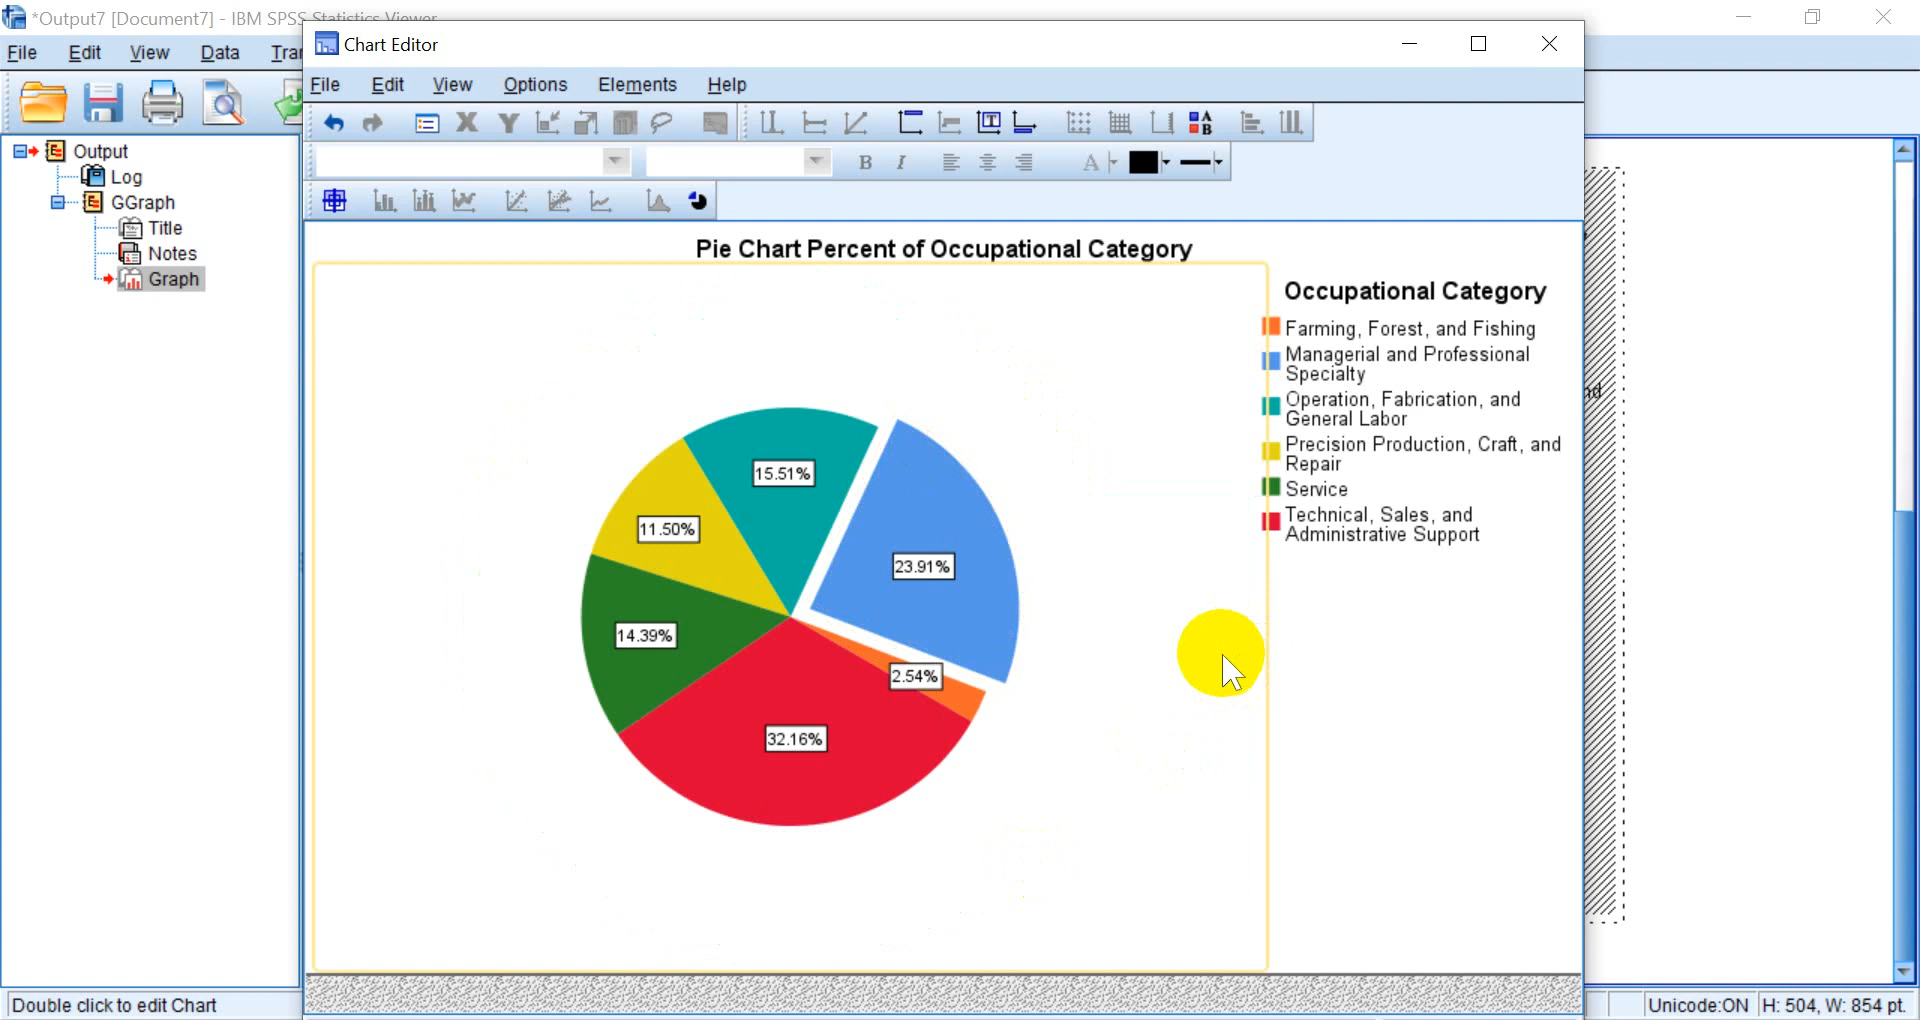 *Output7 [Document7] - IBM SPSS Statistics Viewer
File Edit View Data
Chart Editor
File Edit View Options Elements Help
B I A
Output
Log
GGraph
Title
Notes
Graph
Pie Chart Percent of Occupational Category
Occupational Category
Farming, Forest, and Fishing
Managerial and Professional
Specialty
Operation, Fabrication, and
General Labor
Precision Production, Craft, and
Repair
Service
Technical, Sales, and
Administrative Support
15.51%
11.50%
23.91%
14.39%
2.54%
32.16%
Double click to edit Chart
Unicode:ON H: 504, W: 854 pt.